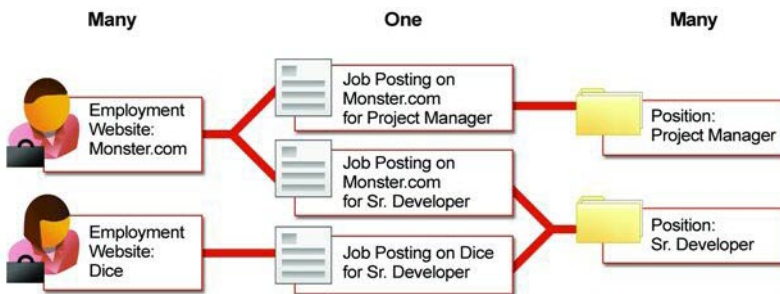 Many
One
Many
Employment
Website:
Monster.com
Job Posting on
Monster.com
for Project Manager
Position:
Project Manager
Job Posting on
Monster.com
for Sr. Developer
Employment
Website:
Dice
Job Posting on Dice
for Sr. Developer
Position:
Sr. Developer